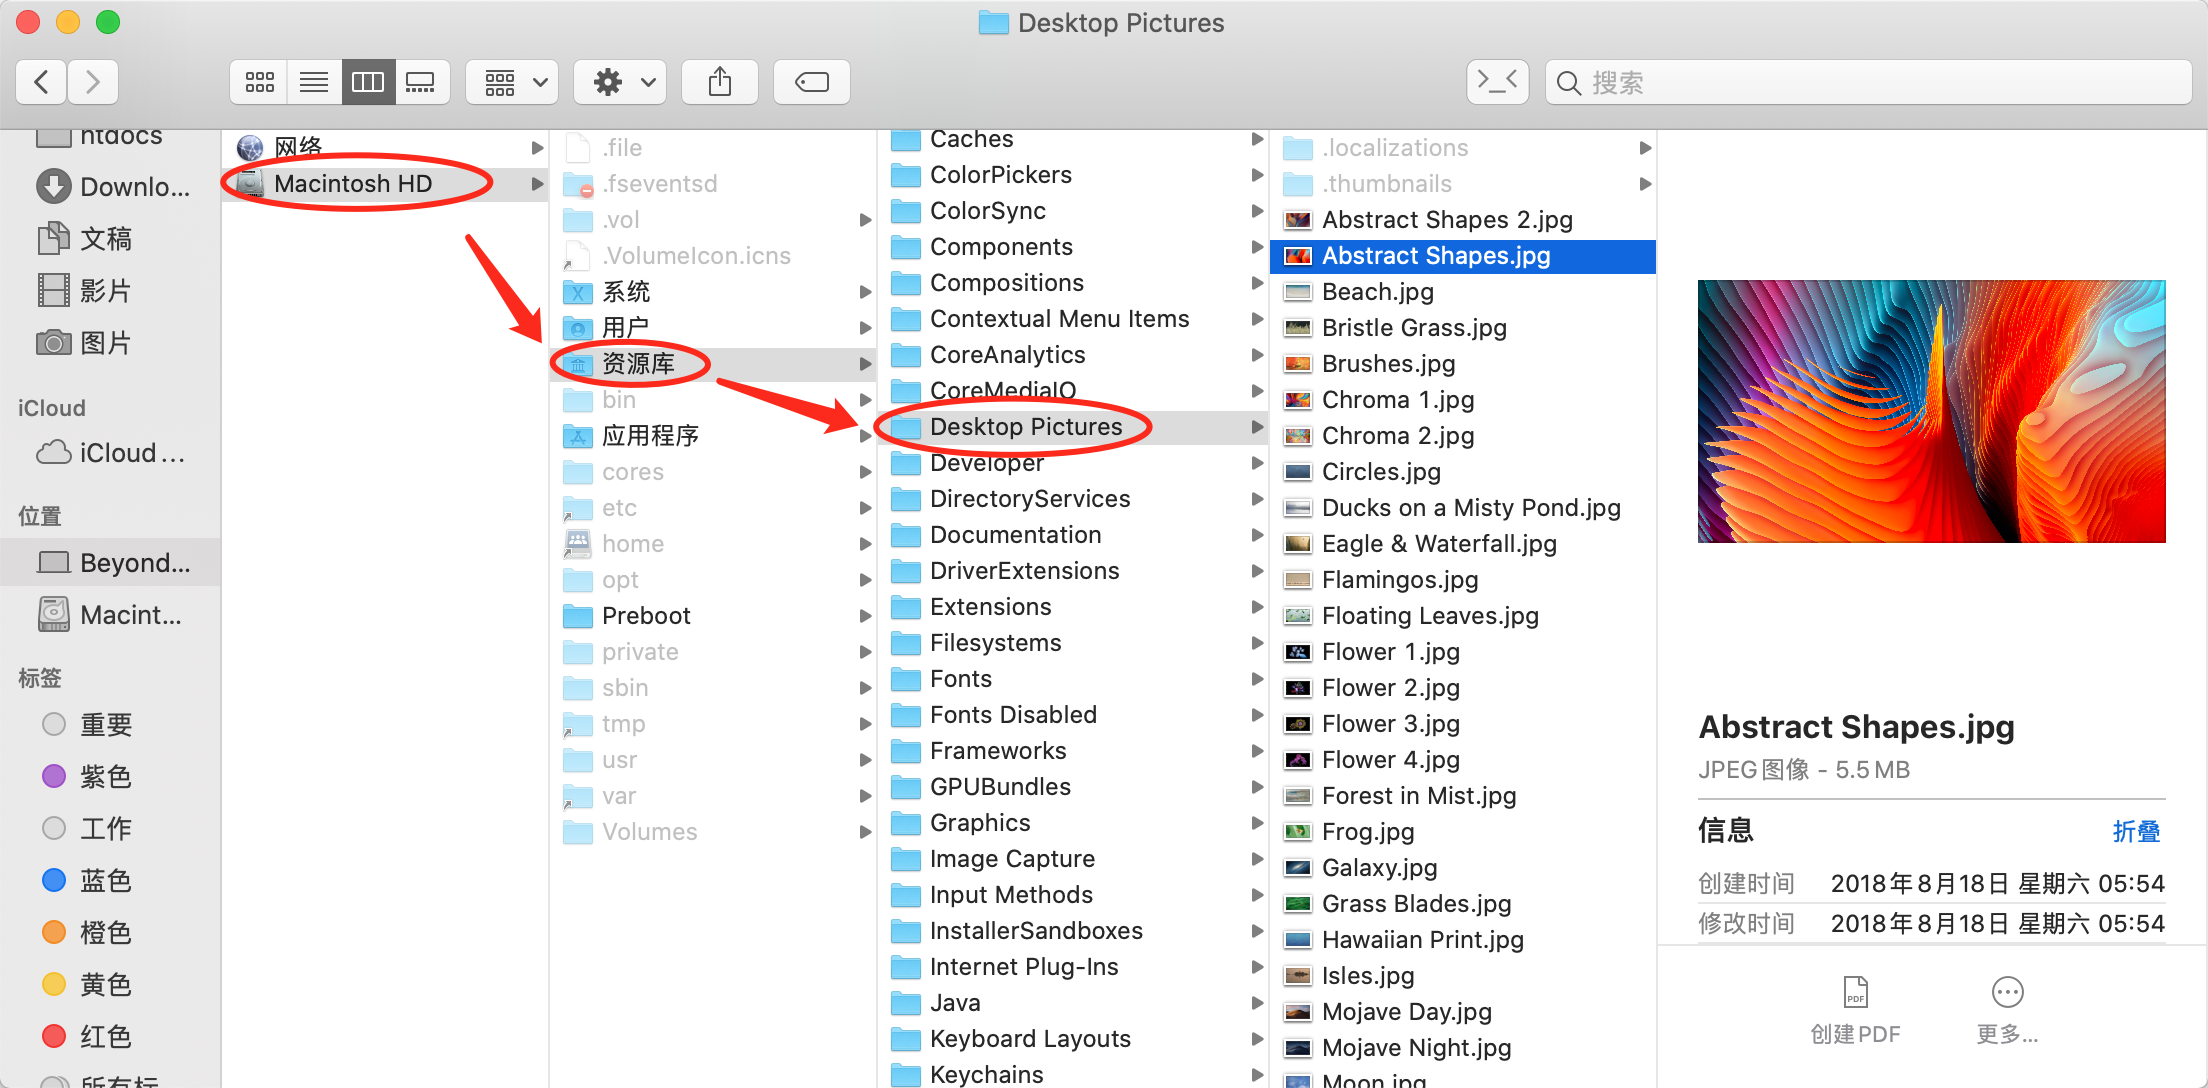 Desktop Pictures
搜索
htdocs
Downlo...
文稿
影片
图片
iCloud
iCloud ...
位置
Beyond...
Macint...
标签
重要
紫色
工作
蓝色
橙色
黄色
红色
所有标
网络
Macintosh HD
.file
.fseventsd
.vol
.VolumeIcon.icns
系统
用户
资源库
bin
应用程序
cores
etc
home
opt
Preboot
private
sbin
tmp
usr
var
Volumes
Caches
ColorPickers
ColorSync
Components
Compositions
Contextual Menu Items
CoreAnalytics
CoreMediaIO
Desktop Pictures
Developer
DirectoryServices
Documentation
DriverExtensions
Extensions
Filesystems
Fonts
Fonts Disabled
Frameworks
GPUBundles
Graphics
Image Capture
Input Methods
InstallerSandboxes
Internet Plug-Ins
Java
Keyboard Layouts
Keychains
.localizations
.thumbnails
Abstract Shapes 2.jpg
Abstract Shapes.jpg
Beach.jpg
Bristle Grass.jpg
Brushes.jpg
Chroma 1.jpg
Chroma 2.jpg
Circles.jpg
Ducks on a Misty Pond.jpg
Eagle & Waterfall.jpg
Flamingos.jpg
Floating Leaves.jpg
Flower 1.jpg
Flower 2.jpg
Flower 3.jpg
Flower 4.jpg
Forest in Mist.jpg
Frog.jpg
Galaxy.jpg
Grass Blades.jpg
Hawaiian Print.jpg
Isles.jpg
Mojave Day.jpg
Mojave Night.jpg
Moon.jpg
Abstract Shapes.jpg
JPEG图像 - 5.5 MB
信息 折叠
创建时间 2018年8月18日 星期六 05:54
修改时间 2018年8月18日 星期六 05:54
PDF
创建PDF
更多...